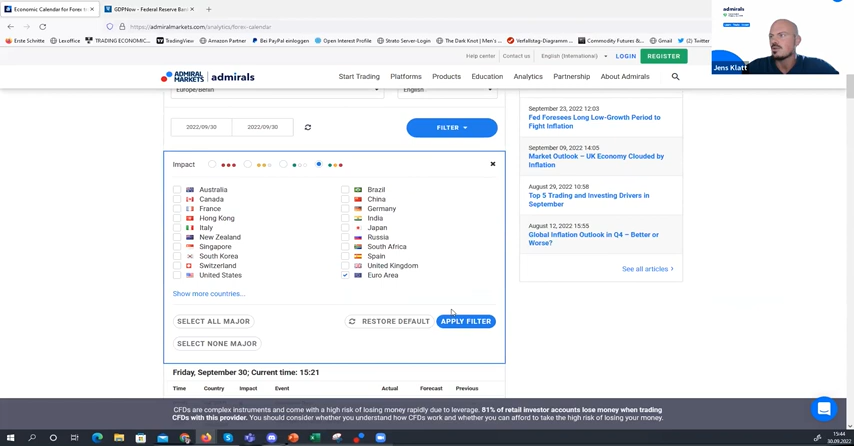 Economic Calendar for Forex to
GDPNow - Federal Reserve Ba
https://admiralmarkets.com/analytics/forex-calendar
Erste Schritte
Lexoffice
TRADING ECONOMIC...
TradingView
Amazon Partner
Bei PayPal einloggen
Open Interest Profile
Strato Server-Login
The Dark Knot | Men's ...
Verfallstag-Diagramm ...
Commodity Futures & ...
Gmail
Twitter
admirals
Jens Klatt
Help center
Contact us
English (International)
LOGIN
REGISTER
ADMIRAL MARKETS
admirals
Start Trading
Platforms
Products
Education
Analytics
Partnership
About Admirals
Europe/Berlin
English
2022/09/30
2022/09/30
FILTER
Impact
Australia
Brazil
Canada
China
France
Germany
Hong Kong
India
Italy
Japan
New Zealand
Russia
Singapore
South Africa
South Korea
Spain
Switzerland
United Kingdom
United States
Euro Area
Show more countries...
SELECT ALL MAJOR
RESTORE DEFAULT
APPLY FILTER
SELECT NONE MAJOR
Friday, September 30; Current time: 15:21
Time
Country
Impact
Event
Actual
Forecast
Previous
September 23, 2022 12:03
Fed Foresees Long Low-Growth Period to
Fight Inflation
September 09, 2022 14:05
Market Outlook – UK Economy Clouded by
Inflation
August 29, 2022 10:58
Top 5 Trading and Investing Drivers in
September
August 12, 2022 15:55
Global Inflation Outlook in Q4 – Better or
Worse?
See all articles
CFDs are complex instruments and come with a high risk of losing money rapidly due to leverage. 81% of retail investor accounts lose money when trading
CFDs with this provider. You should consider whether you understand how CFDs work and whether you can afford to take the high risk of losing your money.
15:44
30.09.2022